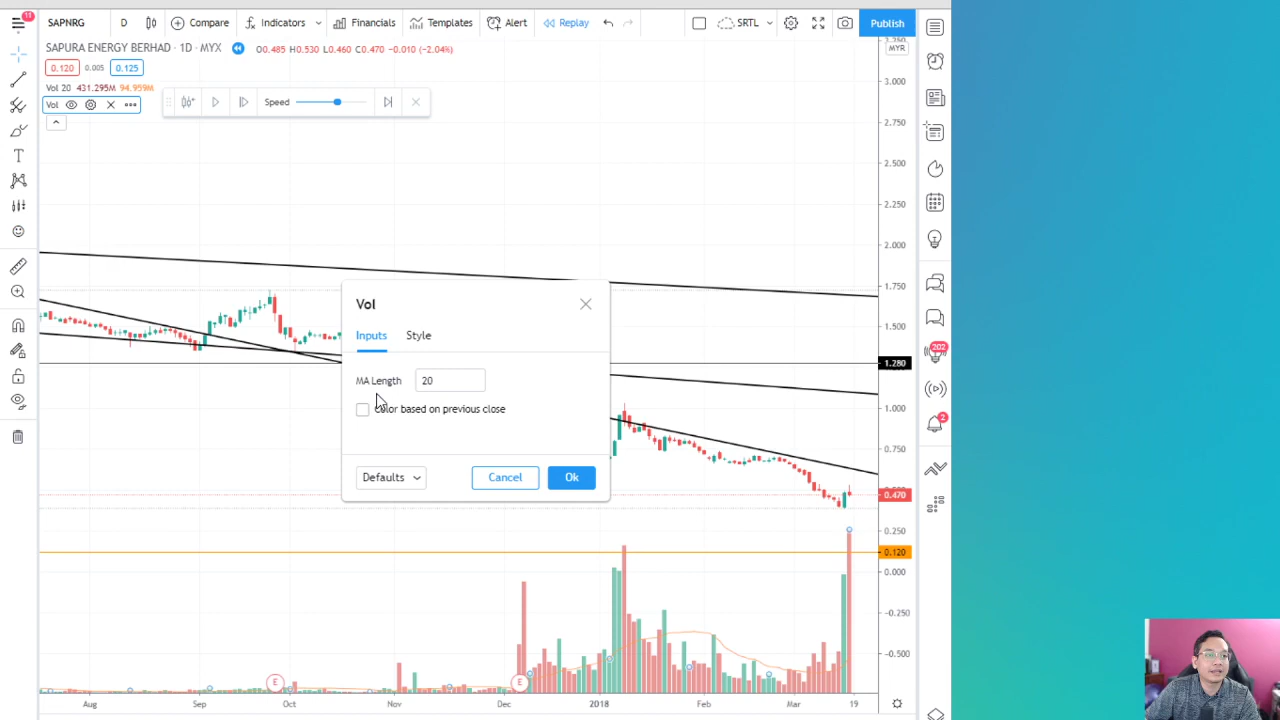 11
SAPNRG D Compare Indicators Financials Templates Alert Replay SRTL Publish
SAPURA ENERGY BERHAD · 1D · MYX O0.485 H0.530 L0.460 C0.470 −0.010 (−2.04%)
MYR
0.120 0.005 0.125
Vol 20 431.295M 94.959M
Vol
Speed
3.000
2.750
2.500
2.250
2.000
1.750
1.500
1.280
1.000
0.750
0.470
0.250
0.120
0.000
-0.250
-0.500
Vol
Inputs Style
MA Length 20
Color based on previous close
Defaults Cancel Ok
202
2
E E
Aug Sep Oct Nov Dec 2018 Feb Mar 19